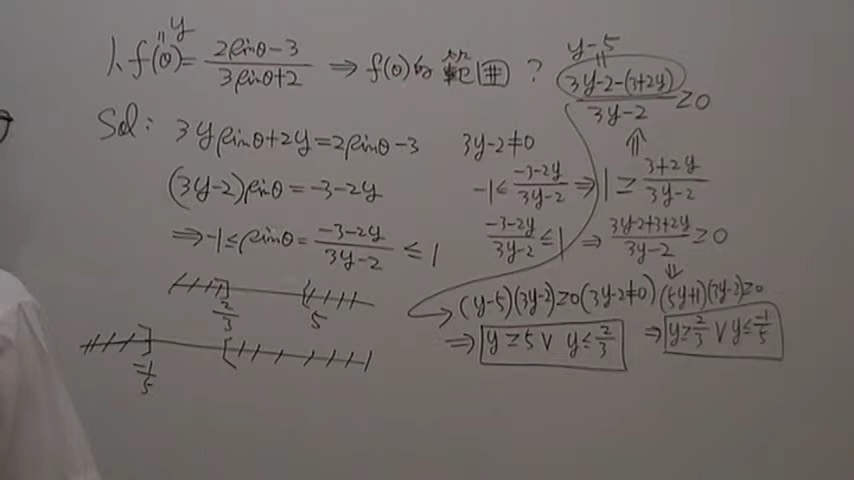 1. f(θ) = (2sinθ-3)/(3sinθ+2) ⇒ f(θ)的範圍?
" y
Sol: 3ysinθ+2y=2sinθ-3
(3y-2)sinθ=-3-2y
⇒ -1≤sinθ=(-3-2y)/(3y-2)≤1
2/3 5
-1/5
3y-2≠0
-1≤(-3-2y)/(3y-2) ⇒ 1≥(3+2y)/(3y-2)
y-5
"
(3y-2-(3+2y))/(3y-2)≥0
(-3-2y)/(3y-2)≤1 ⇒ (3y-2+3+2y)/(3y-2)≥0
(y-5)(3y-2)≥0(3y-2≠0)
⇒ y≥5∨y≤2/3
(5y+1)(3y-2)≥0
⇒ y≥2/3∨y≤-1/5